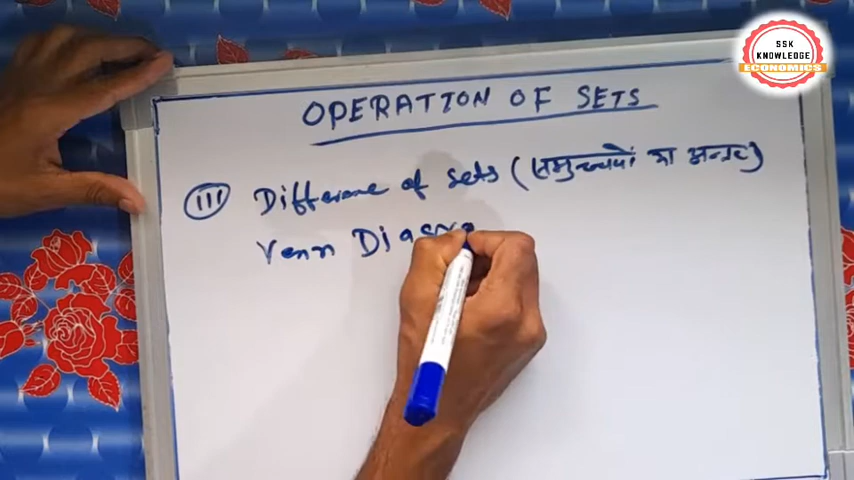 SSK
KNOWLEDGE
ECONOMICS
OPERATION OF SETS
(III) Difference of Sets (समुच्चयों का अन्तर)
Venn Diagra